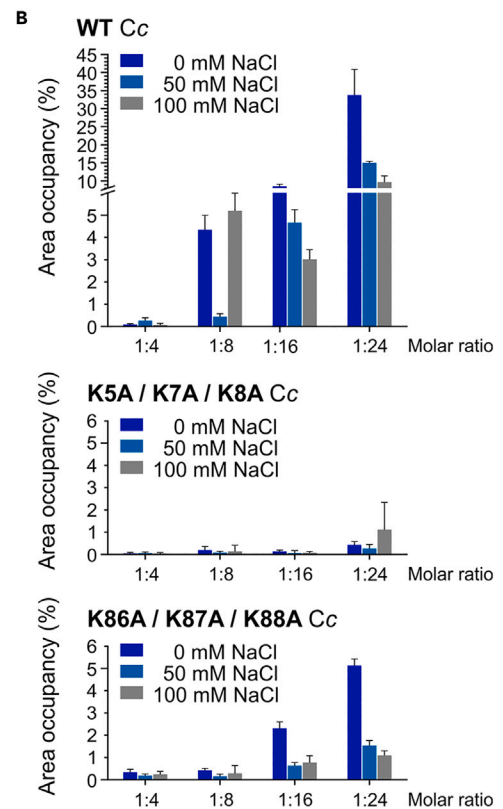 B
WT Cc
0 mM NaCl
50 mM NaCl
100 mM NaCl
Area occupancy (%)
45
40
35
30
25
20
15
10
5
4
3
2
1
0
1:4 1:8 1:16 1:24 Molar ratio
K5A / K7A / K8A Cc
0 mM NaCl
50 mM NaCl
100 mM NaCl
Area occupancy (%)
6
5
4
3
2
1
0
1:4 1:8 1:16 1:24 Molar ratio
K86A / K87A / K88A Cc
0 mM NaCl
50 mM NaCl
100 mM NaCl
Area occupancy (%)
6
5
4
3
2
1
0
1:4 1:8 1:16 1:24 Molar ratio